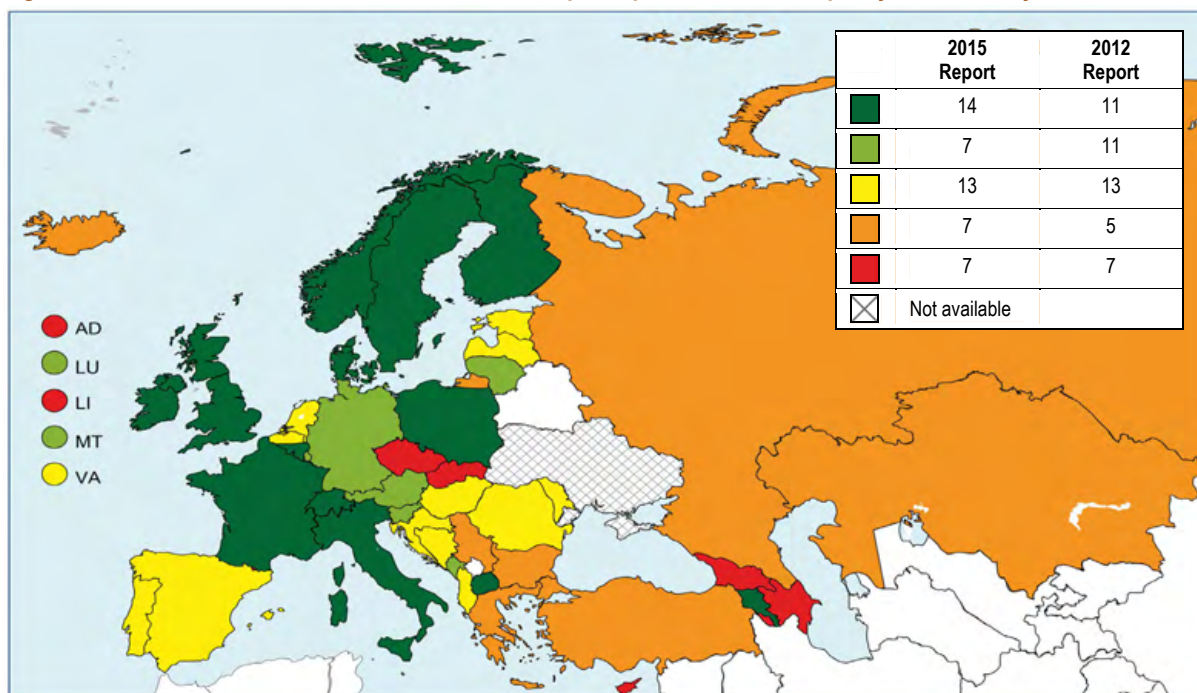 2015 2012
Report Report
14 11
7 11
13 13
7 5
7 7
Not available
AD
LU
LI
MT
VA